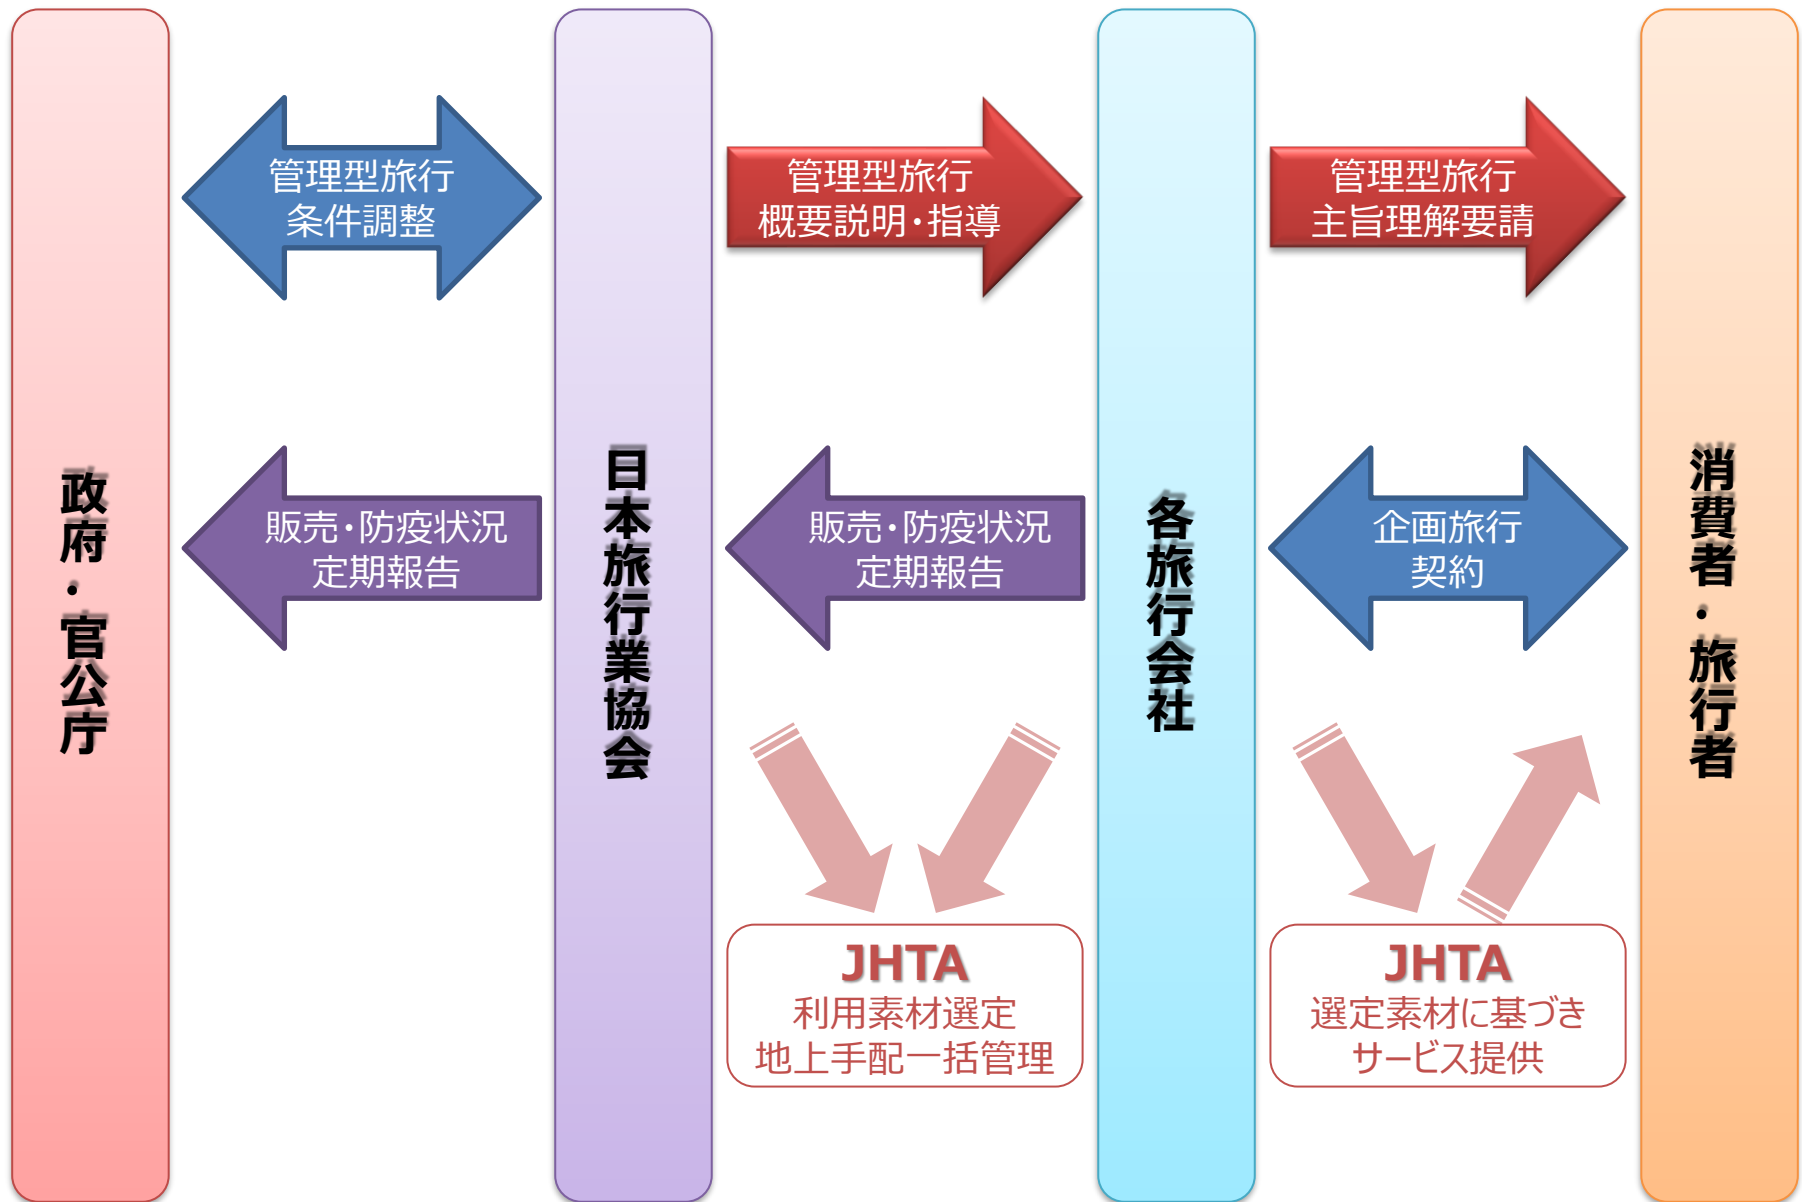 政府・官公庁
管理型旅行
条件調整
販売・防疫状況
定期報告
日本旅行業協会
管理型旅行
概要説明・指導
販売・防疫状況
定期報告
JHTA
利用素材選定
地上手配一括管理
各旅行会社
管理型旅行
主旨理解要請
企画旅行
契約
JHTA
選定素材に基づき
サービス提供
消費者・旅行者